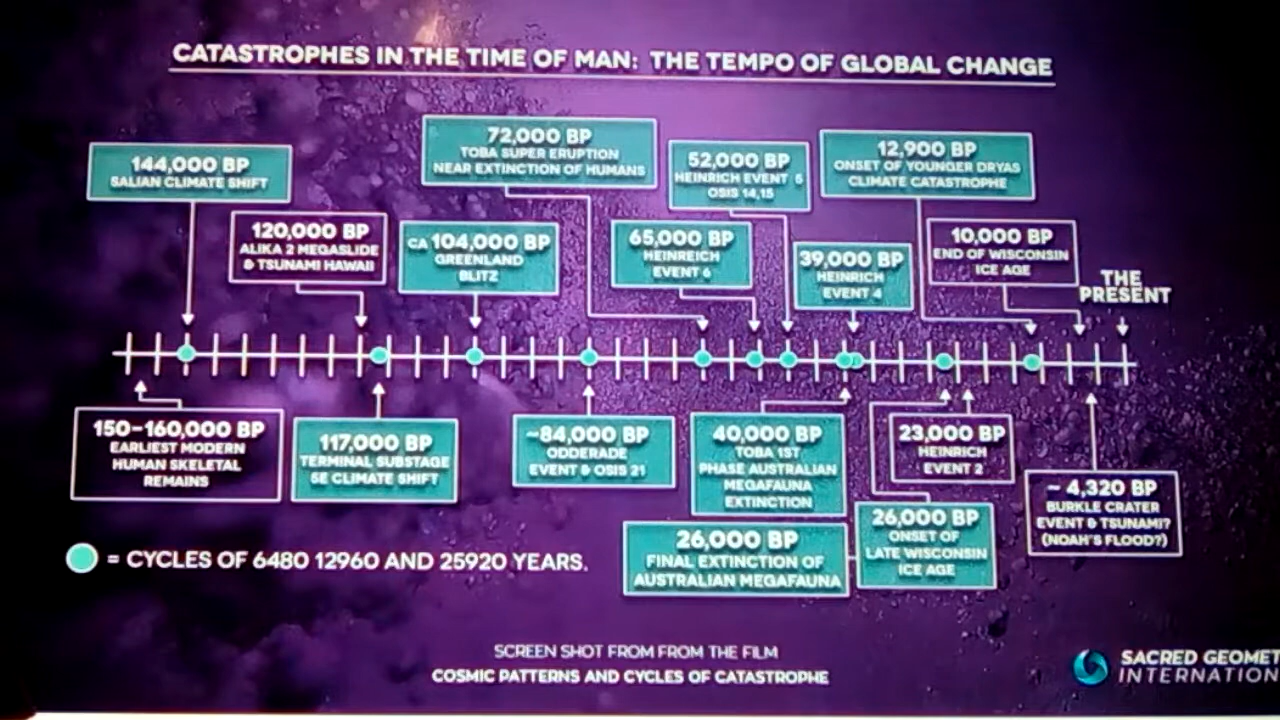 CATASTROPHES IN THE TIME OF MAN: THE TEMPO OF GLOBAL CHANGE
144,000 BP
SALIAN CLIMATE SHIFT
120,000 BP
ALIKA 2 MEGASLIDE
& TSUNAMI HAWAII
CA 104,000 BP
GREENLAND
BLITZ
72,000 BP
TOBA SUPER ERUPTION
NEAR EXTINCTION OF HUMANS
65,000 BP
HEINREICH
EVENT 6
52,000 BP
HEINRICH EVENT 5
OSIS 14,15
39,000 BP
HEINRICH
EVENT 4
12,900 BP
ONSET OF YOUNGER DRYAS
CLIMATE CATASTROPHE
10,000 BP
END OF WISCONSIN
ICE AGE
THE
PRESENT
150-160,000 BP
EARLIEST MODERN
HUMAN SKELETAL
REMAINS
117,000 BP
TERMINAL SUBSTAGE
5E CLIMATE SHIFT
~84,000 BP
ODDERADE
EVENT & OSIS 21
40,000 BP
TOBA 1ST
PHASE AUSTRALIAN
MEGAFAUNA
EXTINCTION
26,000 BP
FINAL EXTINCTION OF
AUSTRALIAN MEGAFAUNA
26,000 BP
ONSET OF
LATE WISCONSIN
ICE AGE
23,000 BP
HEINRICH
EVENT 2
~ 4,320 BP
BURKLE CRATER
EVENT & TSUNAMI?
(NOAH'S FLOOD?)
= CYCLES OF 6480 12960 AND 25920 YEARS.
SCREEN SHOT FROM FROM THE FILM
COSMIC PATTERNS AND CYCLES OF CATASTROPHE
SACRED GEOMET
INTERNATION